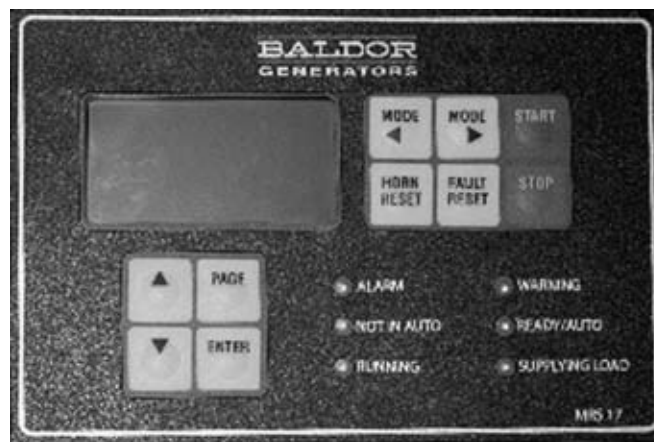 BALDOR
GENERATORS
MODE
MODE
START
HORN
RESET
FAULT
RESET
STOP
PAGE
ENTER
ALARM
WARNING
NOT IN AUTO
READY/AUTO
RUNNING
SUPPLYING LOAD
MRS 17